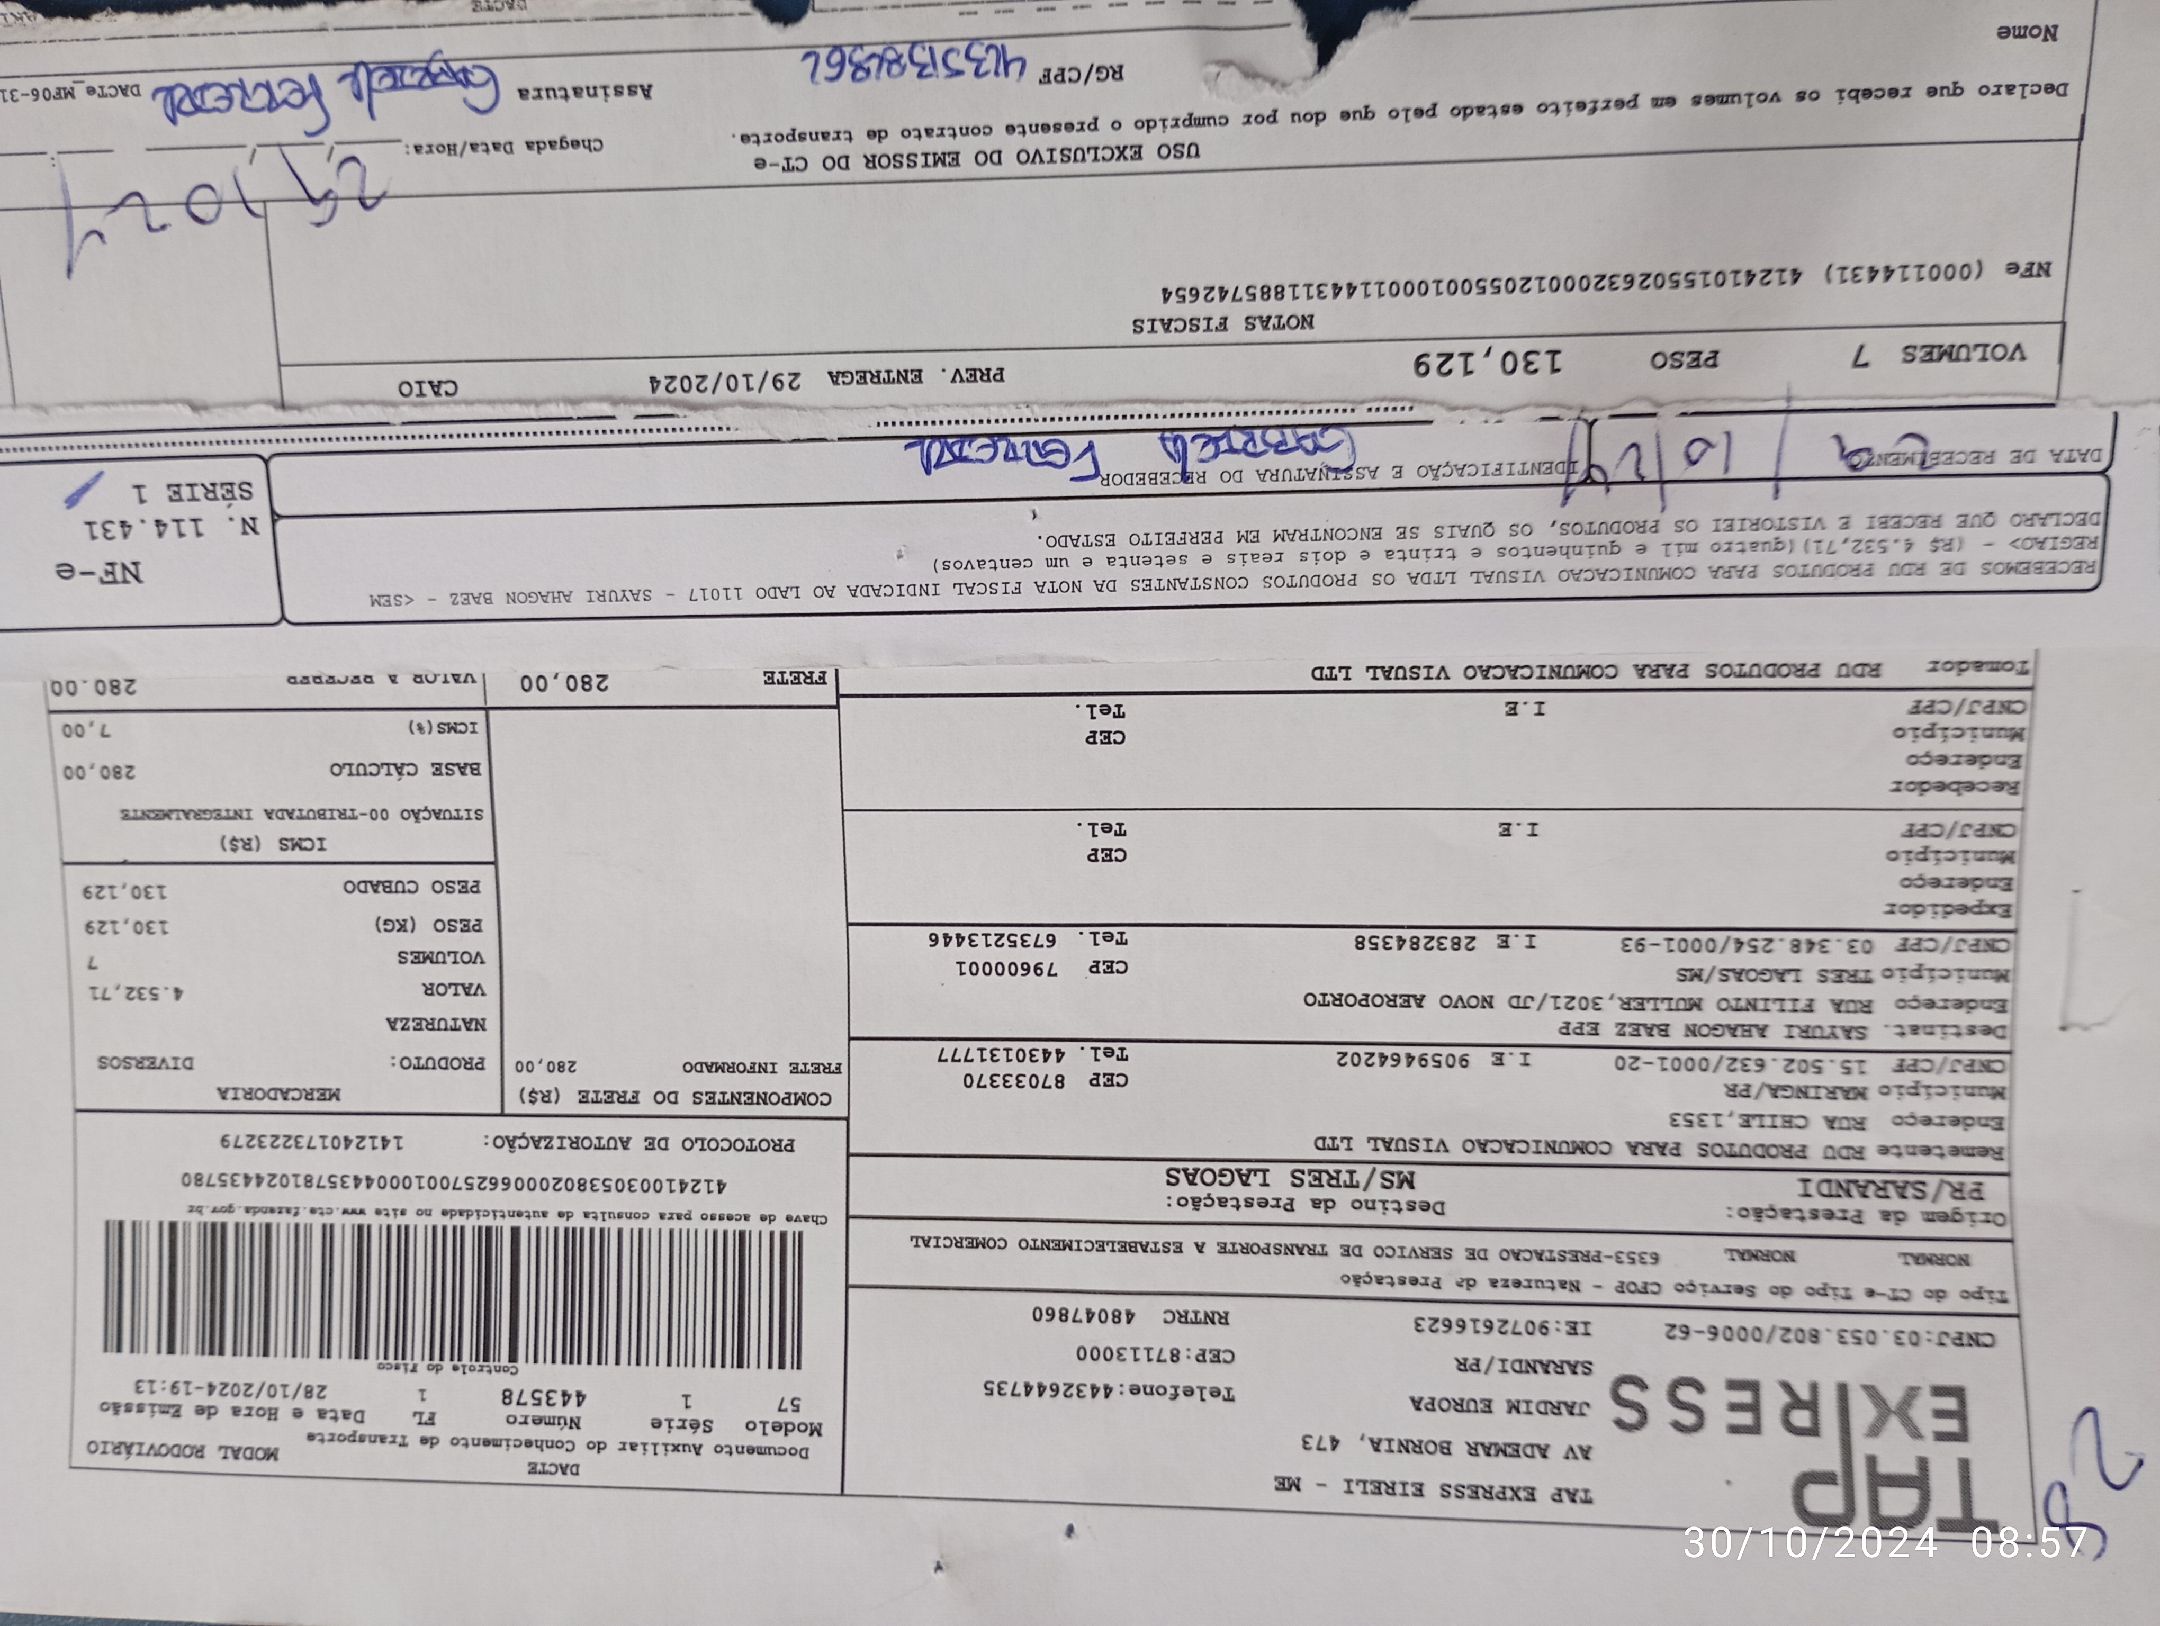 TAP
EXPRESS
TAP EXPRESS EIRELI - ME
AV ADEMAR BORNIA, 473
JARDIM EUROPA
Telefone:4432644735
SARANDI/PR
CEP:87113000
CNPJ:03.053.802/0006-62 IE:9072616623 RNTRC 48047860
DACTE
Documento Auxiliar do Conhecimento de Transporte
MODAL RODOVIÁRIO
Modelo Série Número FL Data e Hora de Emissão
57 1 443578 1 28/10/2024-19:13
Controle do Fisco
Chave de acesso para consulta de autenticidade no site www.cte.fazenda.gov.br
41241003053802000662570010004435781024435780
PROTOCOLO DE AUTORIZAÇÃO: 141240173223279
Tipo do CT-e Tipo do Serviço CFOP - Natureza da Prestação
NORMAL NORMAL 6353-PRESTACAO DE SERVICO DE TRANSPORTE A ESTABELECIMENTO COMERCIAL
Origem da Prestação: Destino da Prestação:
PR/SARANDI MS/TRES LAGOAS
Remetente RDU PRODUTOS PARA COMUNICACAO VISUAL LTD
Endereço RUA CHILE,1353
Município MARINGA/PR CEP 87033370
CNPJ/CPF 15.502.632/0001-20 I.E 9059464202 Tel. 4430131777
Destinat. SAYURI AHAGON BAEZ EPP
Endereço RUA FILINTO MULLER,3021/JD NOVO AEROPORTO
Município TRES LAGOAS/MS CEP 79600001
CNPJ/CPF 03.348.254/0001-93 I.E 283284358 Tel. 6735213446
Expedidor
Endereço
Município CEP
CNPJ/CPF I.E Tel.
Recebedor
Endereço
Município CEP
CNPJ/CPF I.E Tel.
Tomador RDU PRODUTOS PARA COMUNICACAO VISUAL LTD
COMPONENTES DO FRETE (R$)
FRETE INFORMADO 280,00
FRETE 280,00
MERCADORIA
PRODUTO: DIVERSOS
NATUREZA
VALOR 4.532,71
VOLUMES 7
PESO (KG) 130,129
PESO CUBADO 130,129
ICMS (R$)
SITUAÇÃO 00-TRIBUTADA INTEGRALMENTE
BASE CÁLCULO 280,00
ICMS(%) 7,00
VALOR A RECEBER 280.00
RECEBEMOS DE RDU PRODUTOS PARA COMUNICACAO VISUAL LTDA OS PRODUTOS CONSTANTES DA NOTA FISCAL INDICADA AO LADO 11017 - SAYURI AHAGON BAEZ - <SEM
REGIAO> - (R$ 4.532,71)(quatro mil e quinhentos e trinta e dois reais e setenta e um centavos)
DECLARO QUE RECEBI E VISTORIEI OS PRODUTOS, OS QUAIS SE ENCONTRAM EM PERFEITO ESTADO.
NF-e
N. 114.431
SÉRIE 1
DATA DE RECEBIMENTO
IDENTIFICAÇÃO E ASSINATURA DO RECEBEDOR
Gabriela Ferreira
VOLUMES 7 PESO 130,129 PREV. ENTREGA 29/10/2024 CAIO
NOTAS FISCAIS
NFe (000114431) 41241015502632000120550010001144311885742654
USO EXCLUSIVO DO EMISSOR DO CT-e
Declaro que recebi os volumes em perfeito estado pelo que dou por cumprido o presente contrato de transporte.
Chegada Data/Hora:
29 10 24
Nome
RG/CPF
Assinatura Gabriela Ferreira
DACTe_MF06-31
DACTE
30/10/2024 08:57